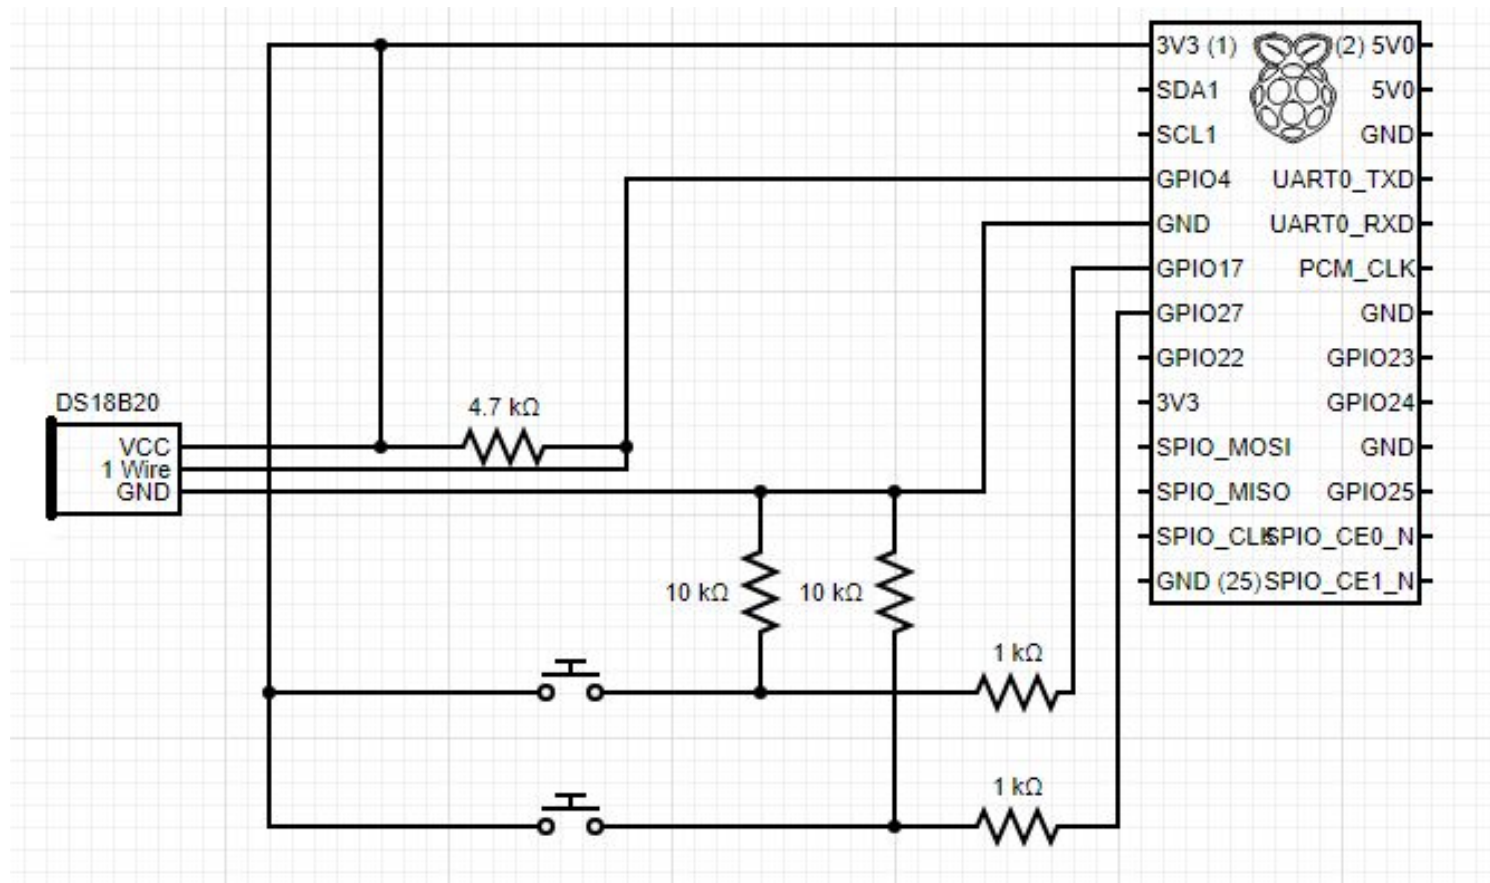 3V3 (1) (2) 5V0
SDA1 5V0
SCL1 GND
GPIO4 UART0_TXD
GND UART0_RXD
GPIO17 PCM_CLK
GPIO27 GND
GPIO22 GPIO23
3V3 GPIO24
SPIO_MOSI GND
SPIO_MISO GPIO25
SPIO_CLK SPIO_CE0_N
GND (25) SPIO_CE1_N
DS18B20
VCC
1 Wire
GND
4.7 kΩ
10 kΩ 10 kΩ
1 kΩ
1 kΩ